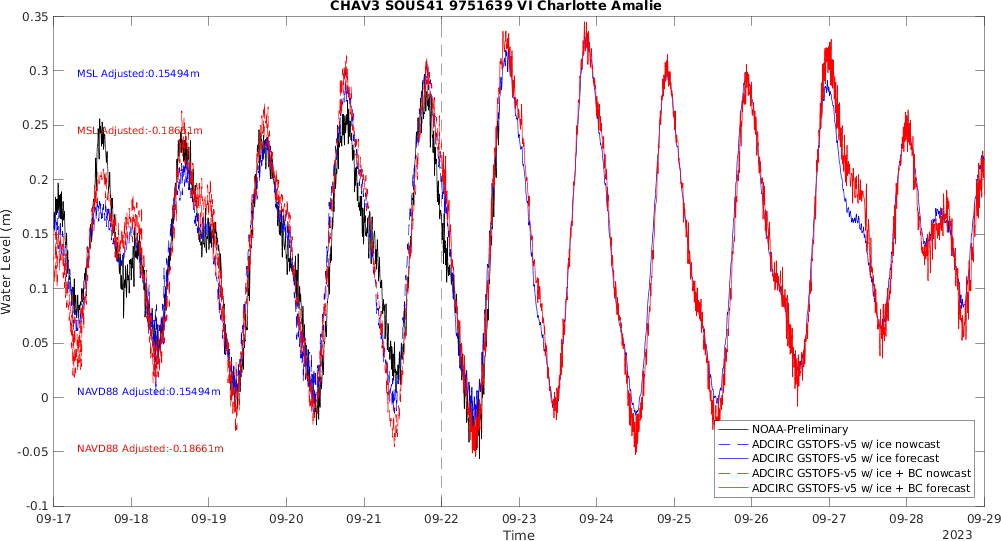 CHAV3 SOUS41 9751639 VI Charlotte Amalie
0.35
0.3
0.25
0.2
0.15
0.1
0.05
0
-0.05
-0.1
Water Level (m)
MSL Adjusted:0.15494m
MSL Adjusted:-0.18661m
NAVD88 Adjusted:0.15494m
NAVD88 Adjusted:-0.18661m
NOAA-Preliminary
ADCIRC GSTOFS-v5 w/ ice nowcast
ADCIRC GSTOFS-v5 w/ ice forecast
ADCIRC GSTOFS-v5 w/ ice + BC nowcast
ADCIRC GSTOFS-v5 w/ ice + BC forecast
09-17 09-18 09-19 09-20 09-21 09-22 09-23 09-24 09-25 09-26 09-27 09-28 09-29
Time
2023